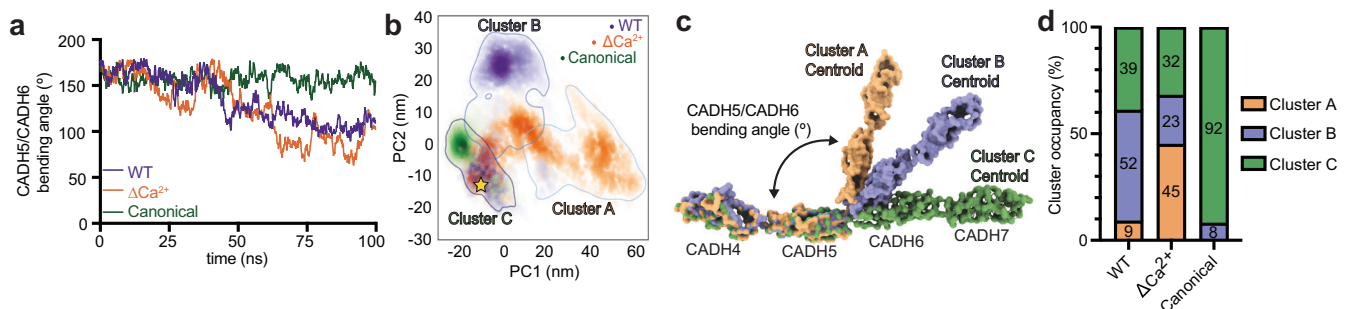 a
CADH5/CADH6
bending angle (º)
200
150
100
50
0
WT
ΔCa²⁺
Canonical
0
25
50
75
100
time (ns)
b
PC2 (nm)
40
30
20
10
0
-10
-20
-30
Cluster B
• WT
• ΔCa²⁺
• Canonical
Cluster C
Cluster A
-20
0
20
40
60
PC1 (nm)
c
Cluster A
Centroid
Cluster B
Centroid
CADH5/CADH6
bending angle (º)
Cluster C
Centroid
CADH4
CADH5
CADH6
CADH7
d
Cluster occupancy (%)
100
50
0
39
52
9
32
23
45
92
8
WT
ΔCa²⁺
Canonical
Cluster A
Cluster B
Cluster C